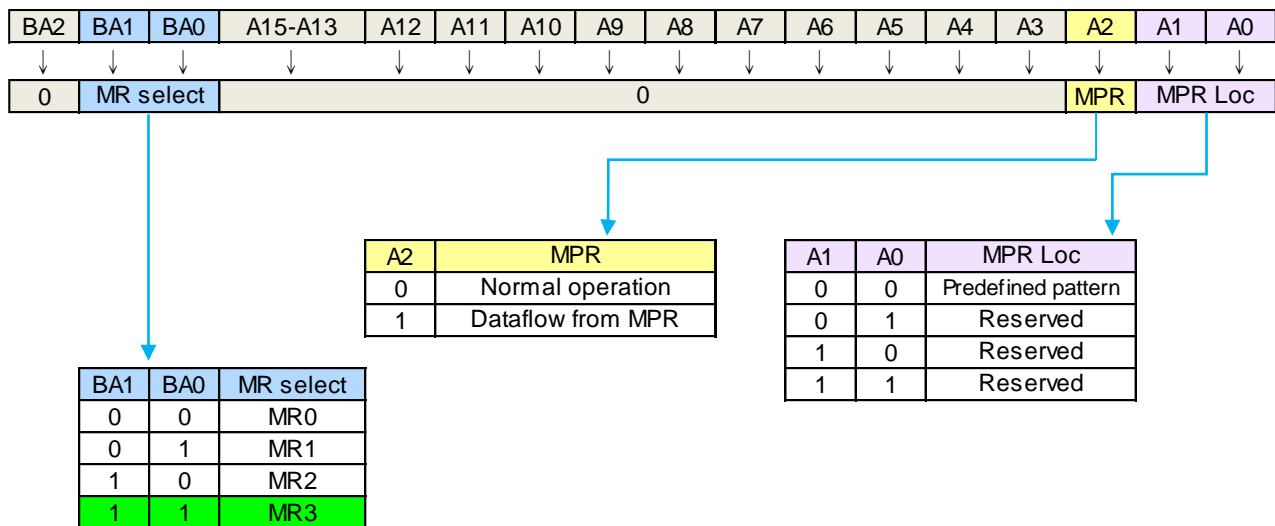 BA2 BA1 BA0 A15-A13 A12 A11 A10 A9 A8 A7 A6 A5 A4 A3 A2 A1 A0
0 MR select 0 MPR MPR Loc
A2 MPR
0 Normal operation
1 Dataflow from MPR
A1 A0 MPR Loc
0 0 Predefined pattern
0 1 Reserved
1 0 Reserved
1 1 Reserved
BA1 BA0 MR select
0 0 MR0
0 1 MR1
1 0 MR2
1 1 MR3